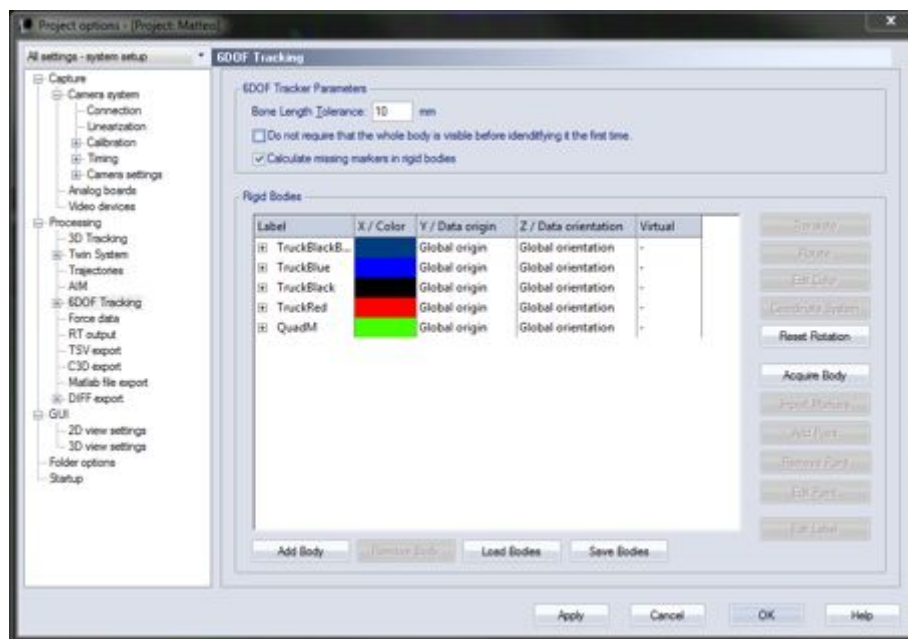 Project options - [Project: Matteo]
All settings - system setup
Capture
Camera system
Connection
Linearization
Calibration
Timing
Camera settings
Analog boards
Video devices
Processing
3D Tracking
Twin System
Trajectories
AIM
6DOF Tracking
Force data
RT output
TSV export
C3D export
Matlab file export
DIFF export
GUI
2D view settings
3D view settings
Folder options
Startup
6DOF Tracking
6DOF Tracker Parameters
Bone Length Tolerance: 10 mm
Do not require that the whole body is visible before idendtifying it the first time.
Calculate missing markers in rigid bodies
Rigid Bodies
Label X / Color Y / Data origin Z / Data orientation Virtual
TruckBlackB... Global origin Global orientation -
TruckBlue Global origin Global orientation -
TruckBlack Global origin Global orientation -
TruckRed Global origin Global orientation -
QuadM Global origin Global orientation -
Translate
Rotate
Edit Color
Coordinate System
Reset Rotation
Acquire Body
Import Markers
Add Point
Remove Point
Edit Point
Edit Label
Add Body Remove Body Load Bodies Save Bodies
Apply Cancel OK Help